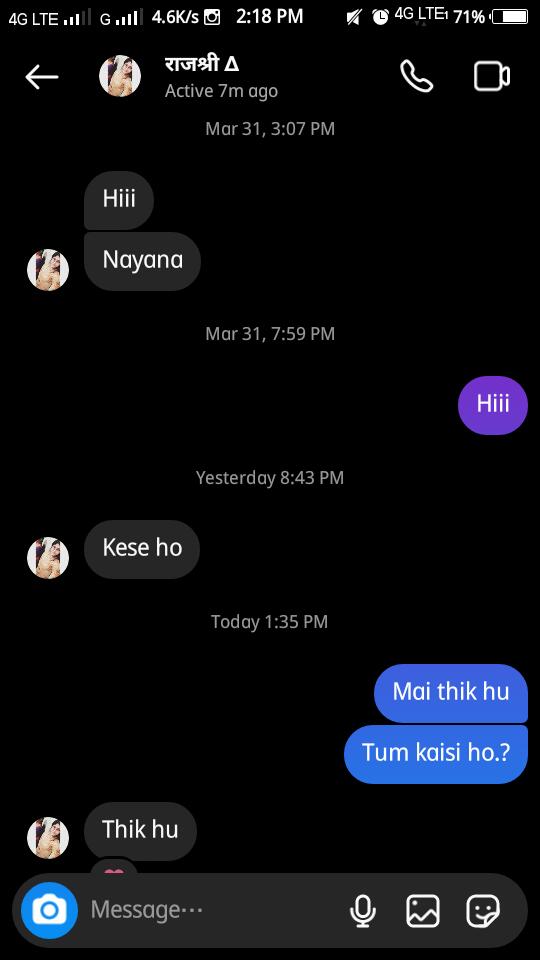 4G LTE G 4.6K/s 2:18 PM 4G LTE 71%
राजश्री Δ
Active 7m ago
Mar 31, 3:07 PM
Hiii
Nayana
Mar 31, 7:59 PM
Hiii
Yesterday 8:43 PM
Kese ho
Today 1:35 PM
Mai thik hu
Tum kaisi ho.?
Thik hu
Message···